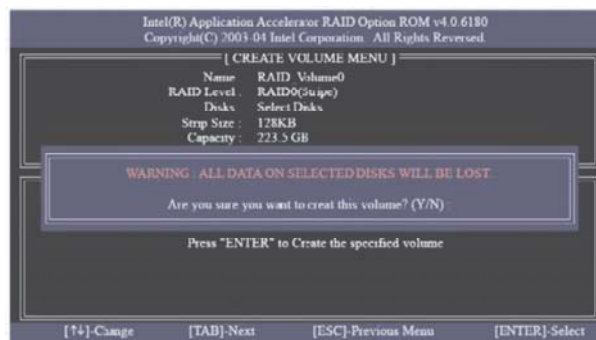 Intel(R) Application Accelerator RAID Option ROM v4.0.6180
Copyright(C) 2003-04 Intel Corporation. All Rights Reversed.
[ CREATE VOLUME MENU ]
Name RAID_Volume0
RAID Level : RAID0(Stripe)
Disks Select Disks
Strip Size : 128KB
Capacity : 223.5 GB
WARNING : ALL DATA ON SELECTED DISKS WILL BE LOST
Are you sure you want to creat this volume? (Y/N) :
Press "ENTER" to Create the specified volume
[↑↓]-Change [TAB]-Next [ESC]-Previous Menu [ENTER]-Select